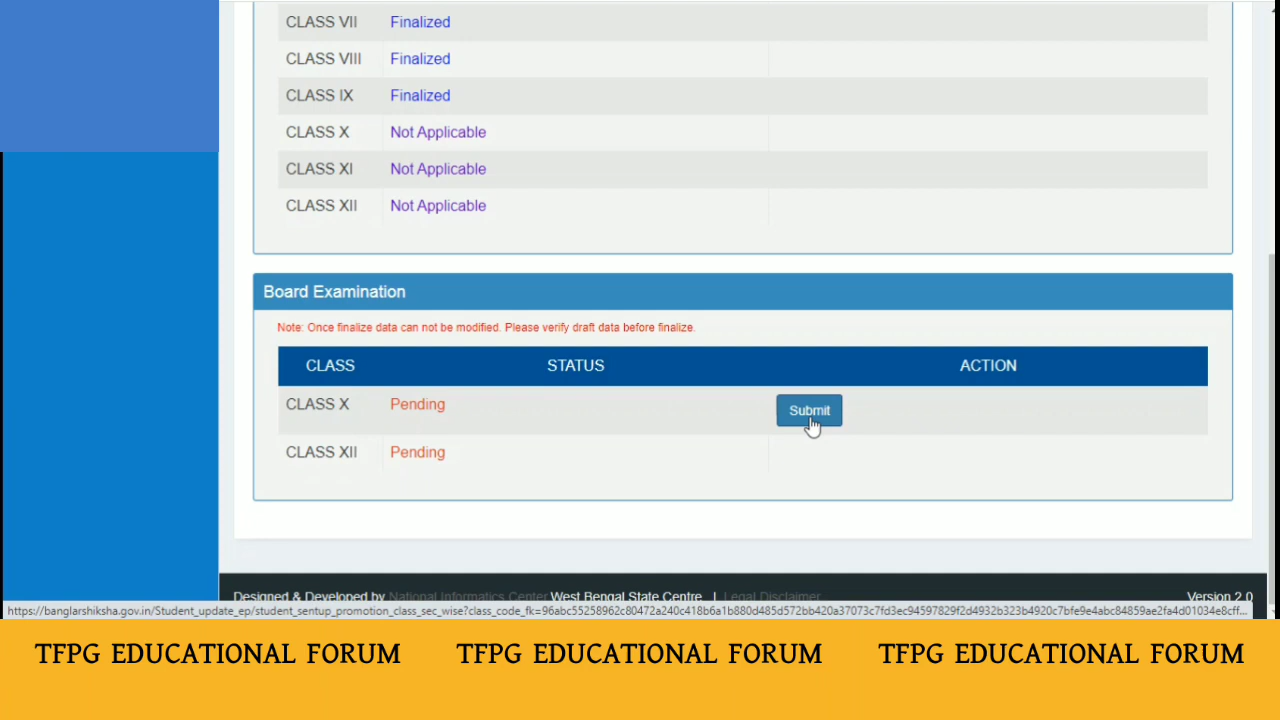 CLASS VII Finalized
CLASS VIII Finalized
CLASS IX Finalized
CLASS X Not Applicable
CLASS XI Not Applicable
CLASS XII Not Applicable
Board Examination
Note: Once finalize data can not be modified. Please verify draft data before finalize.
CLASS STATUS ACTION
CLASS X Pending Submit
CLASS XII Pending
Designed & Developed by National Informatics Center West Bengal State Centre | Legal Disclaimer Version 2.0
https://banglarshiksha.gov.in/Student_update_ep/student_sentup_promotion_class_sec_wise?class_code_fk=96abc55258962c80472a240c418b6a1b880d485d572bb420a37073c7fd3ec94597829f2d4932b323b4920c7bfe9e4abc84859ae2fa4d01034e8cff...
TFPG EDUCATIONAL FORUM TFPG EDUCATIONAL FORUM TFPG EDUCATIONAL FORUM